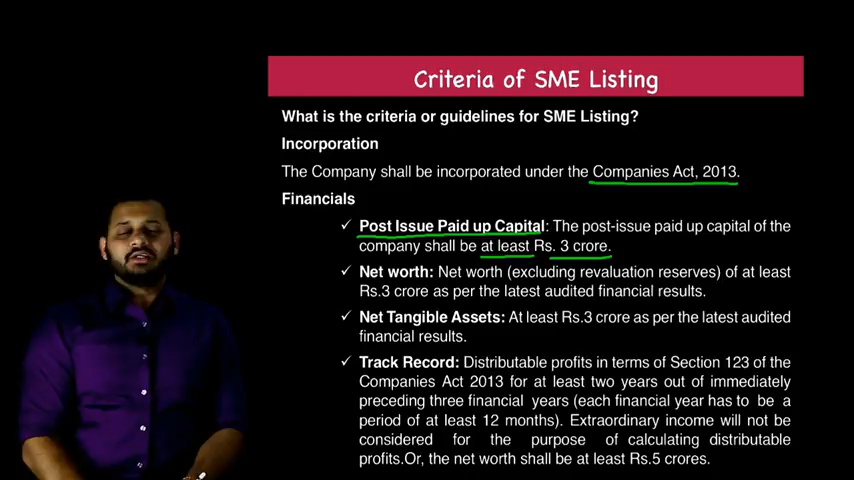 Criteria of SME Listing
What is the criteria or guidelines for SME Listing?
Incorporation
The Company shall be incorporated under the Companies Act, 2013.
Financials
✓ Post Issue Paid up Capital: The post-issue paid up capital of the
company shall be at least Rs. 3 crore.
✓ Net worth: Net worth (excluding revaluation reserves) of at least
Rs.3 crore as per the latest audited financial results.
✓ Net Tangible Assets: At least Rs.3 crore as per the latest audited
financial results.
✓ Track Record: Distributable profits in terms of Section 123 of the
Companies Act 2013 for at least two years out of immediately
preceding three financial years (each financial year has to be a
period of at least 12 months). Extraordinary income will not be
considered for the purpose of calculating distributable
profits.Or, the net worth shall be at least Rs.5 crores.